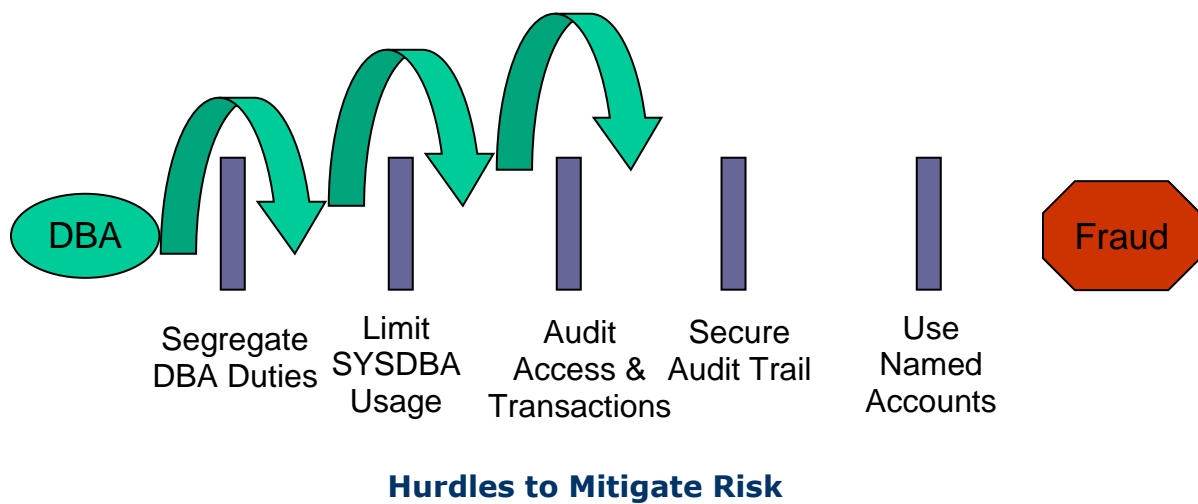 DBA
Fraud
Segregate
DBA Duties
Limit
SYSDBA
Usage
Audit
Access &
Transactions
Secure
Audit Trail
Use
Named
Accounts
Hurdles to Mitigate Risk